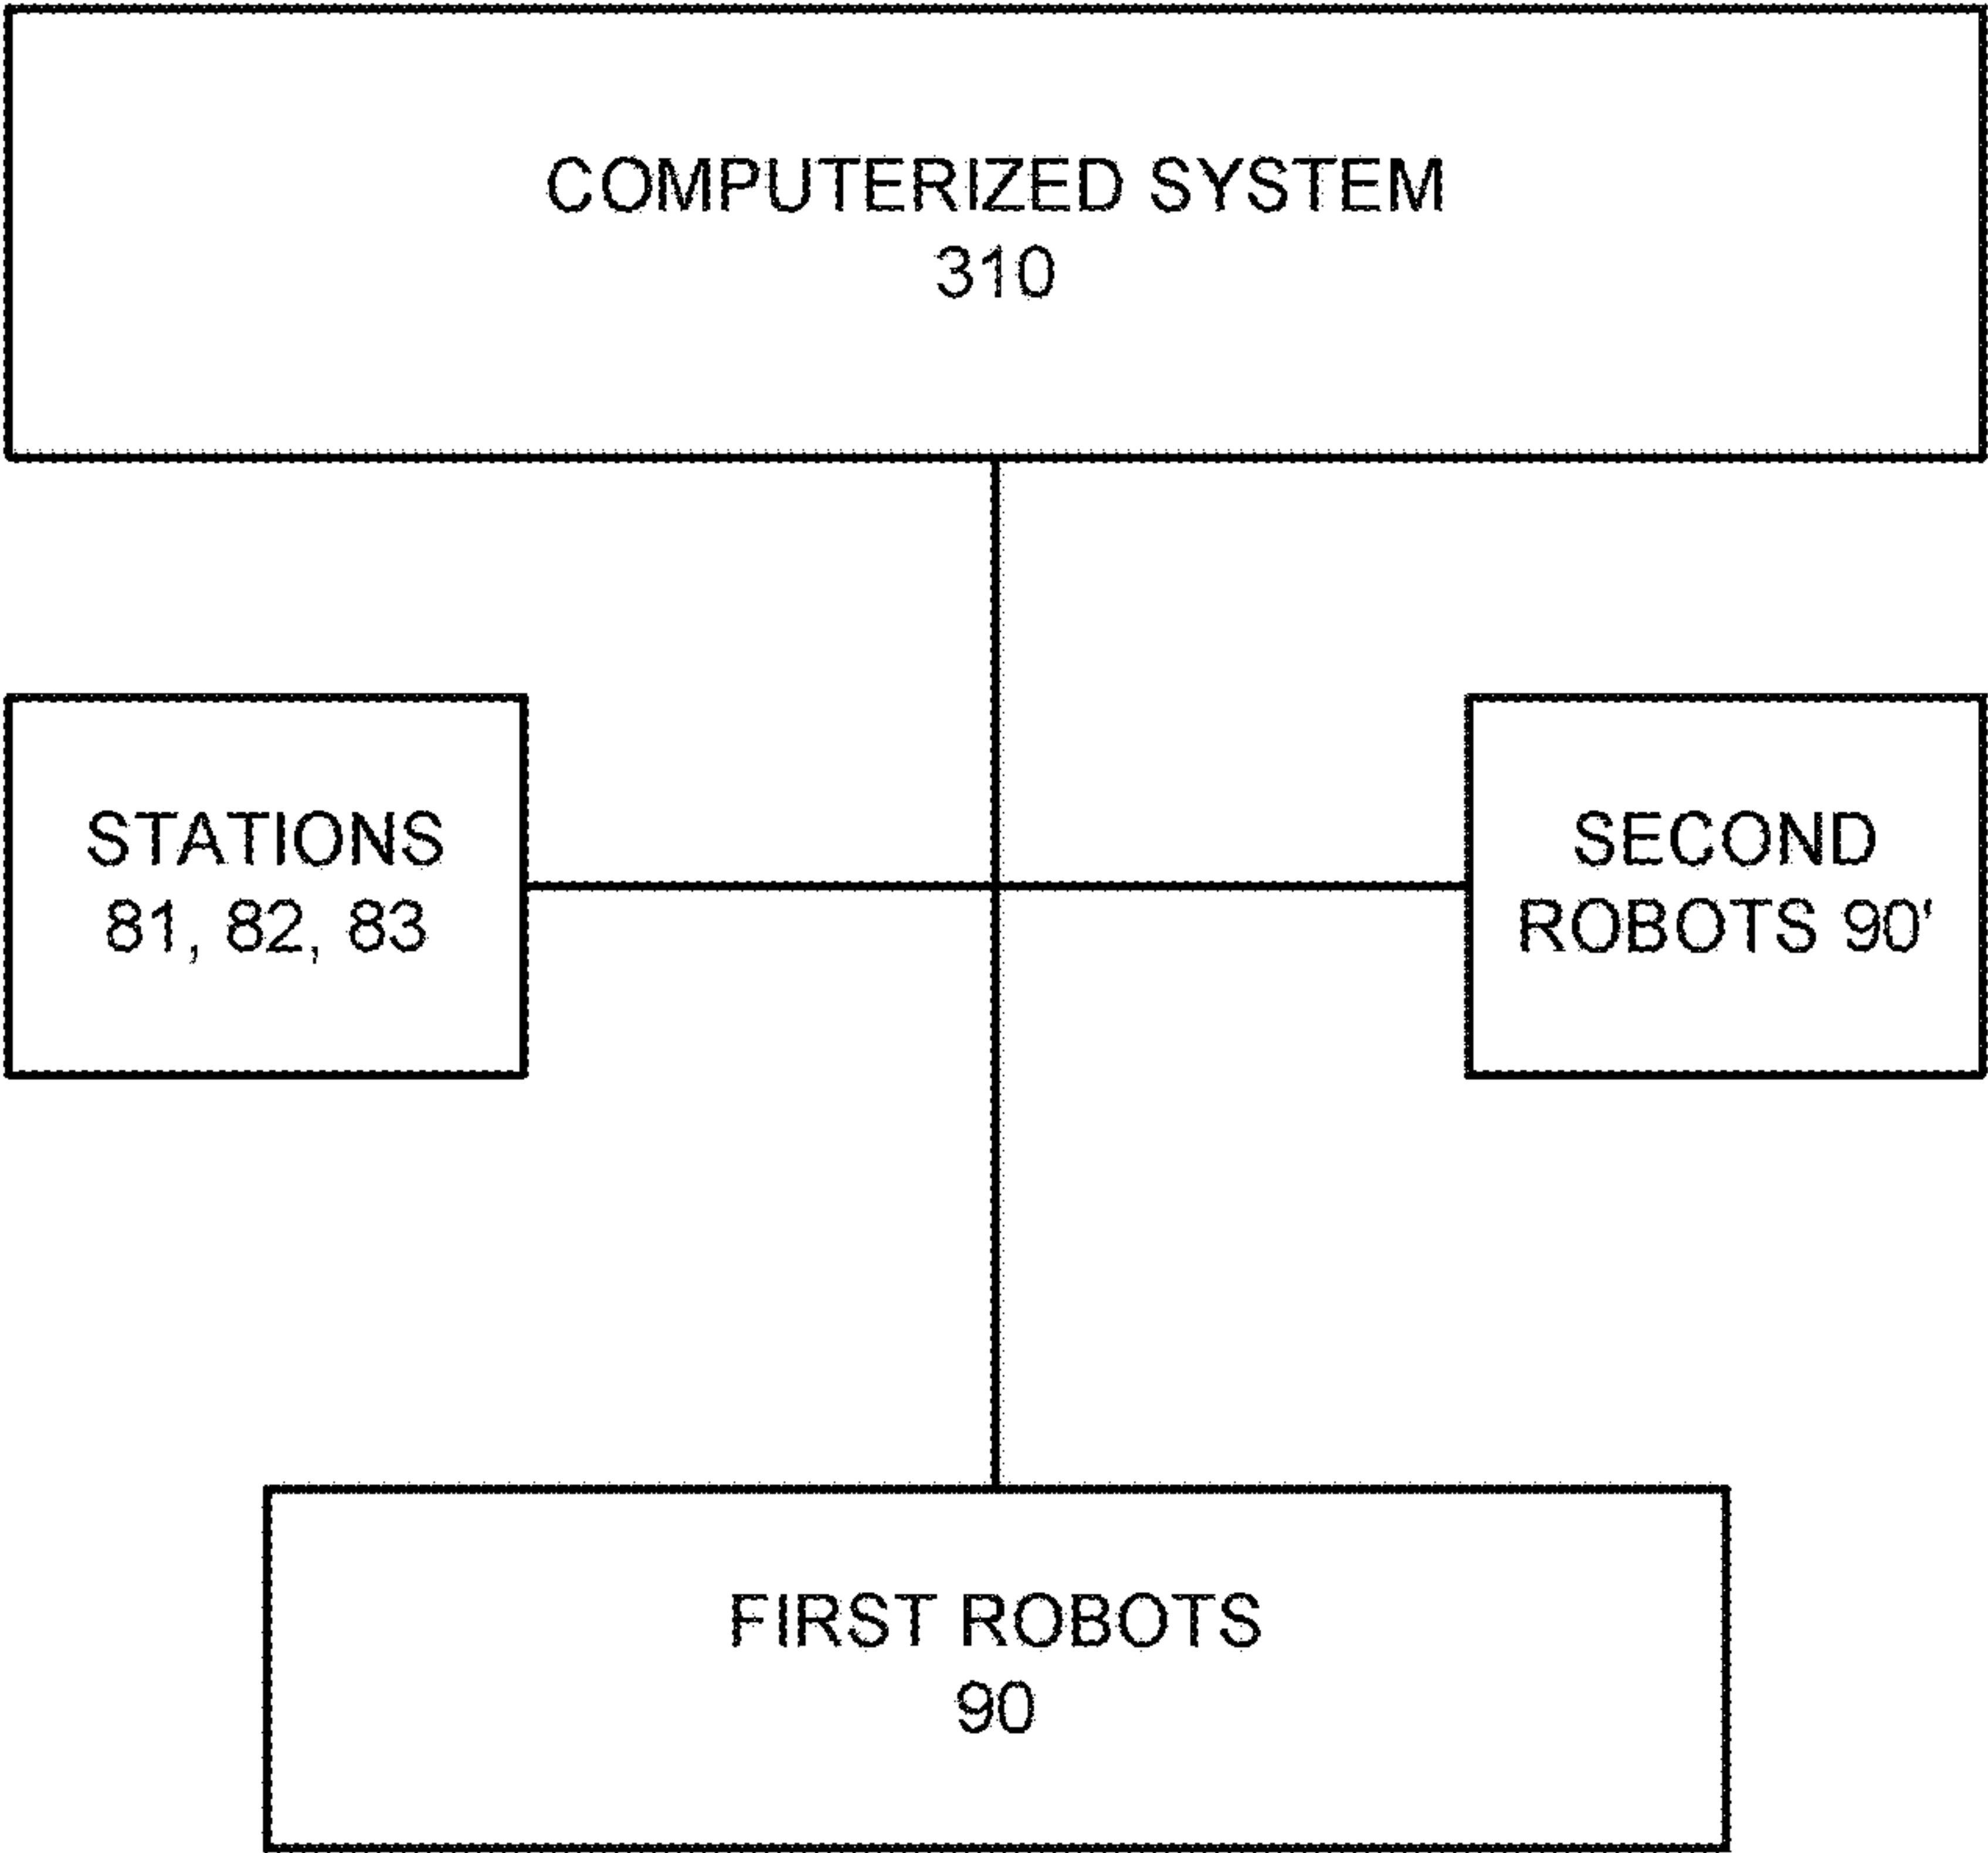 COMPUTERIZED SYSTEM
310
STATIONS
81, 82, 83
SECOND
ROBOTS 90'
FIRST ROBOTS
90